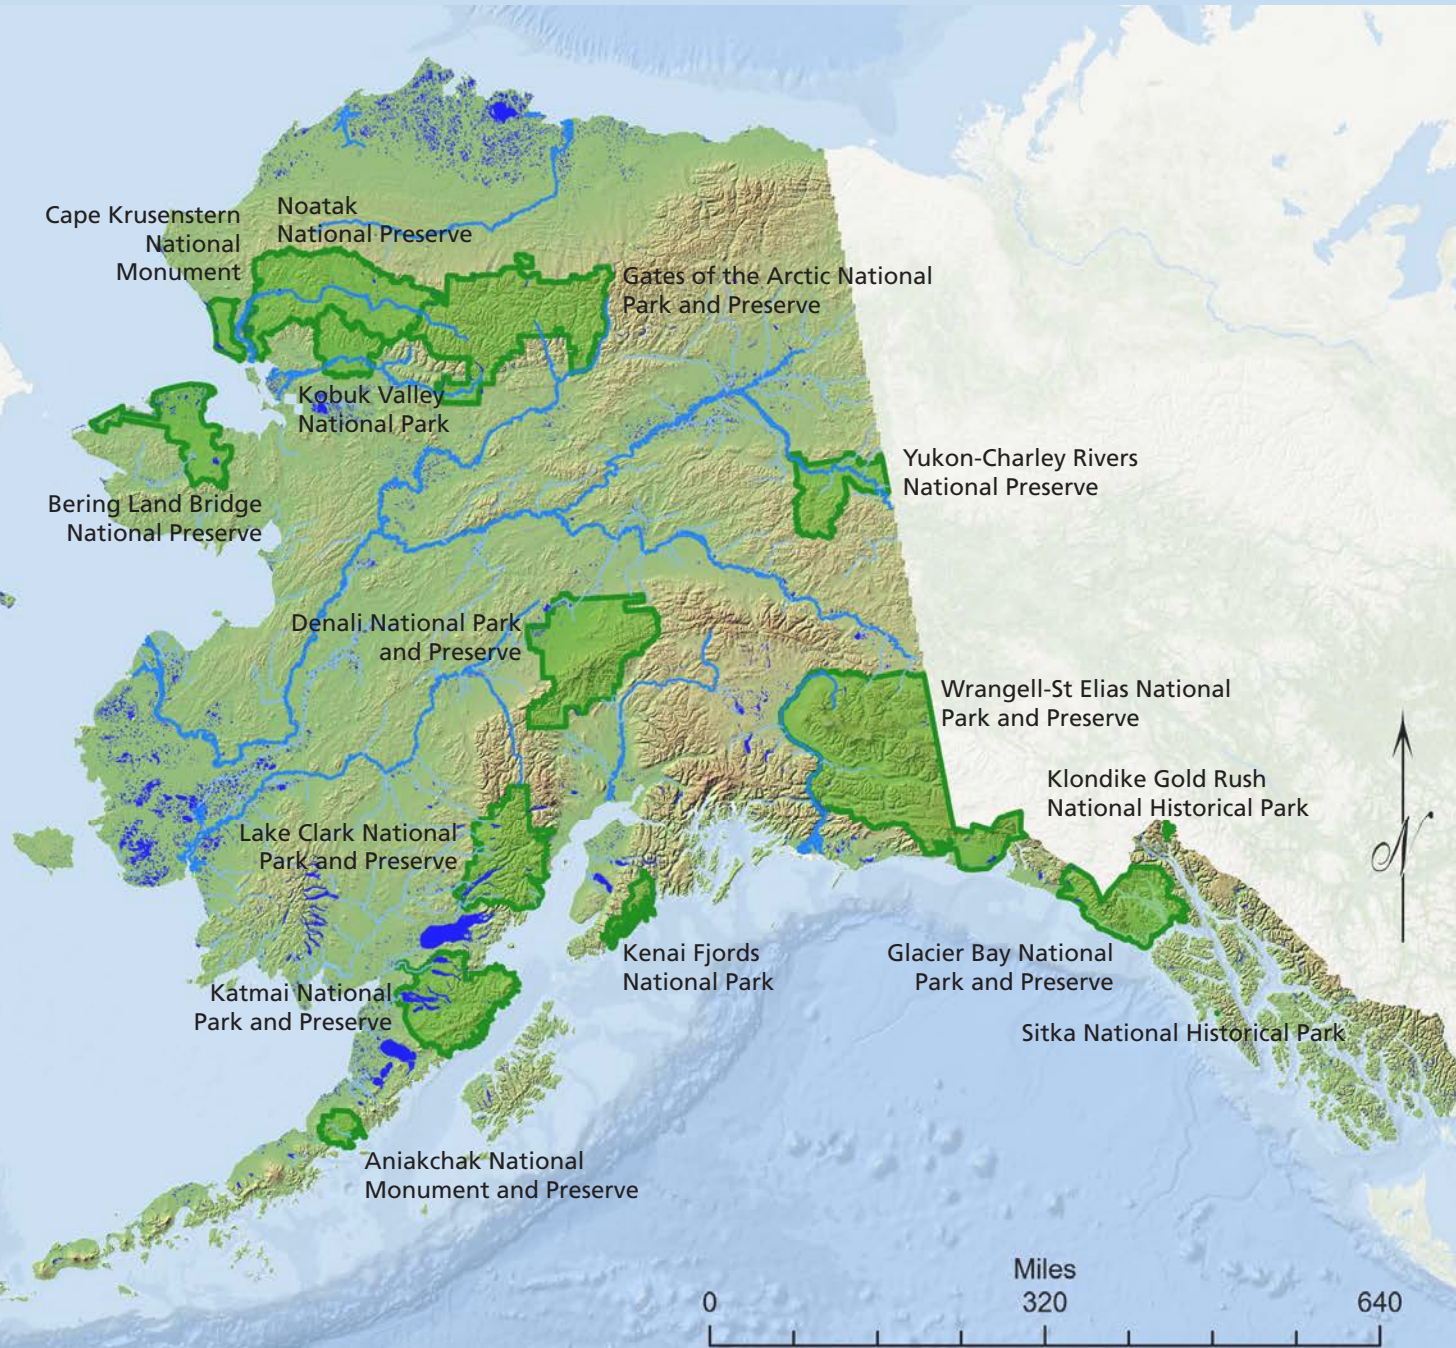 Cape Krusenstern
National
Monument
Noatak
National Preserve
Gates of the Arctic National
Park and Preserve
Kobuk Valley
National Park
Bering Land Bridge
National Preserve
Yukon-Charley Rivers
National Preserve
Denali National Park
and Preserve
Wrangell-St Elias National
Park and Preserve
Klondike Gold Rush
National Historical Park
Lake Clark National
Park and Preserve
N
Kenai Fjords
National Park
Glacier Bay National
Park and Preserve
Katmai National
Park and Preserve
Sitka National Historical Park
Aniakchak National
Monument and Preserve
Miles
0 320 640